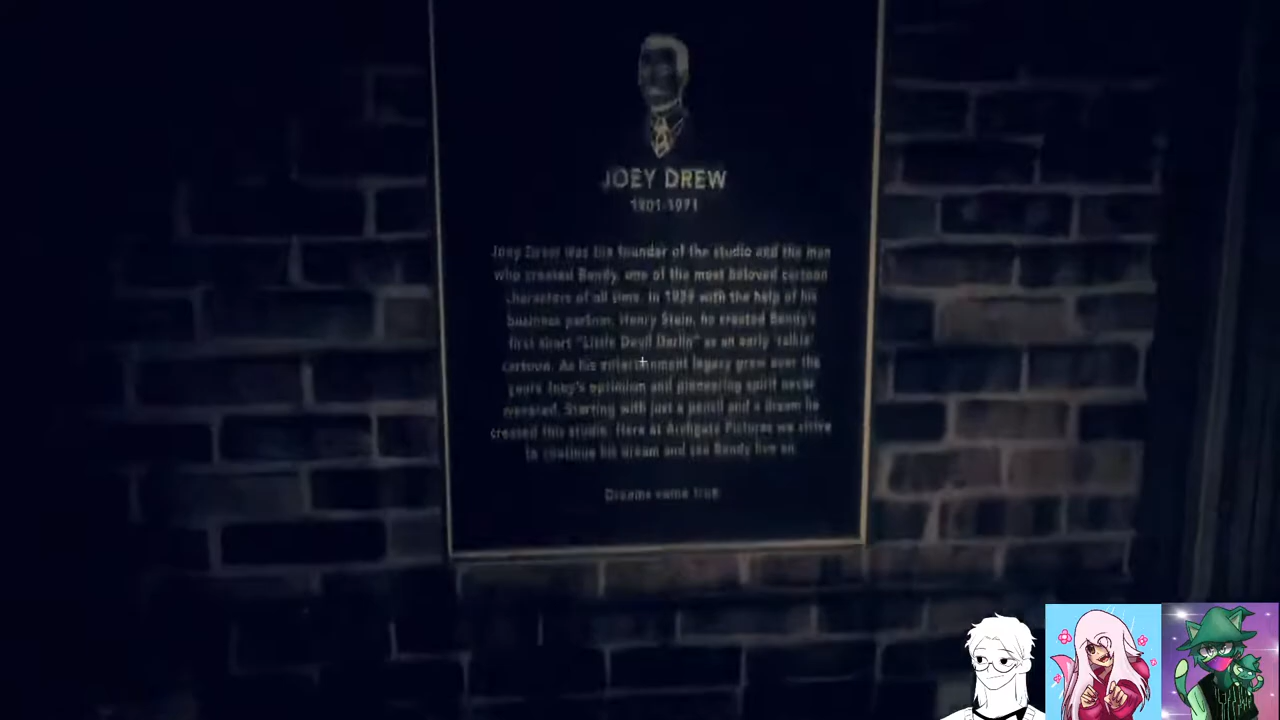 JOEY DREW
1901-1971
Joey Drew was the founder of the studio and the man
who created Bendy, one of the most beloved cartoon
characters of all time. In 1929 with the help of his
business partner, Henry Stein, he created Bendy's
first short "Little Devil Darlin" as an early 'talkie'
cartoon. As his entertainment legacy grew over the
years Joey's optimism and pioneering spirit never
wavered. Starting with just a pencil and a dream he
created this studio. Here at Archgate Pictures we strive
to continue his dream and see Bendy live on.
Dreams come true